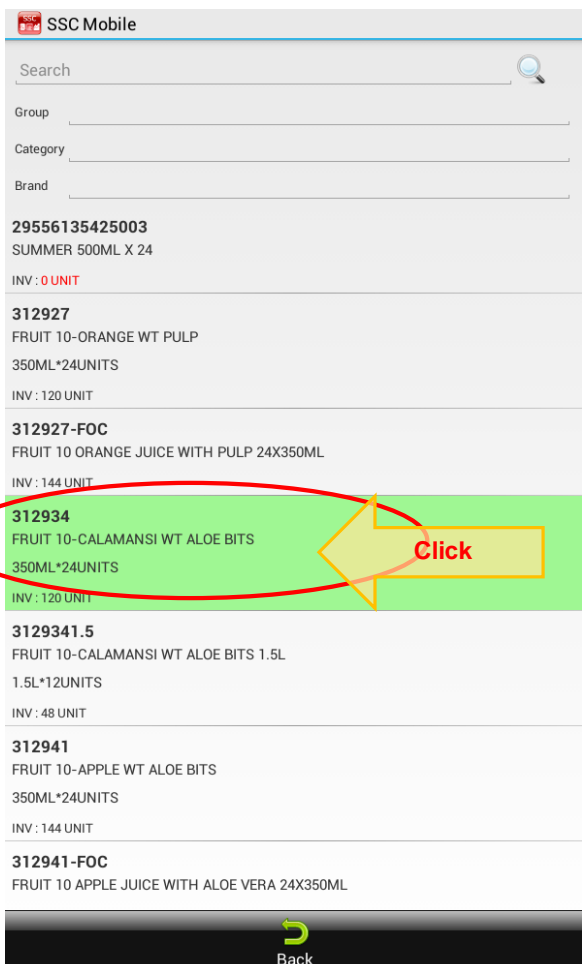 SSC Mobile
Search
Group
Category
Brand
29556135425003
SUMMER 500ML X 24
INV : 0 UNIT
312927
FRUIT 10-ORANGE WT PULP
350ML*24UNITS
INV : 120 UNIT
312927-FOC
FRUIT 10 ORANGE JUICE WITH PULP 24X350ML
INV : 144 UNIT
312934
FRUIT 10-CALAMANSI WT ALOE BITS
350ML*24UNITS
INV : 120 UNIT
Click
3129341.5
FRUIT 10-CALAMANSI WT ALOE BITS 1.5L
1.5L*12UNITS
INV : 48 UNIT
312941
FRUIT 10-APPLE WT ALOE BITS
350ML*24UNITS
INV : 144 UNIT
312941-FOC
FRUIT 10 APPLE JUICE WITH ALOE VERA 24X350ML
Back